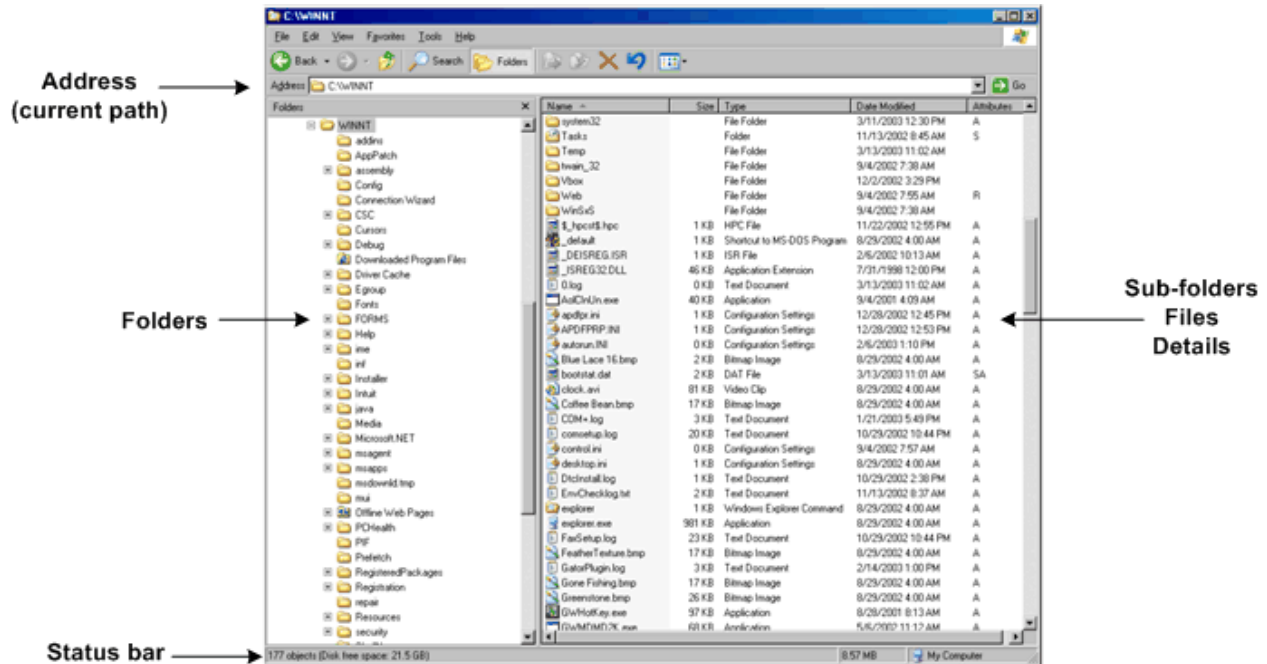 C:\WINNT
File Edit View Favorites Tools Help
Back Search Folders
Address C:\WINNT Go
Address
(current path)
Folders
WINNT
addins
AppPatch
assembly
Config
Connection Wizard
CSC
Cursors
Debug
Downloaded Program Files
Driver Cache
Egroup
Fonts
FORMS
Help
ime
inf
Installer
Intuit
java
Media
Microsoft.NET
msagent
msapps
msdownld.tmp
mui
Offline Web Pages
PCHealth
PIF
Prefetch
RegisteredPackages
Registration
repair
Resources
security
Folders
Name Size Type Date Modified Attributes
system32 File Folder 3/11/2003 12:30 PM A
Tasks Folder 11/13/2002 8:45 AM S
Temp File Folder 3/13/2003 11:02 AM
twain_32 File Folder 9/4/2002 7:38 AM
Vbox File Folder 12/2/2002 3:29 PM
Web File Folder 9/4/2002 7:55 AM R
WinSxS File Folder 9/4/2002 7:38 AM
$_hpcst$.hpc 1 KB HPC File 11/22/2002 12:55 PM A
_default 1 KB Shortcut to MS-DOS Program 8/29/2002 4:00 AM A
_DEISREG.ISR 1 KB ISR File 2/6/2002 10:13 AM A
_ISREG32.DLL 46 KB Application Extension 7/31/1998 12:00 PM A
0.log 0 KB Text Document 3/13/2003 11:02 AM A
AolCInUn.exe 40 KB Application 9/4/2001 4:09 AM A
apdfpr.ini 1 KB Configuration Settings 12/28/2002 12:45 PM A
APDFPRP.INI 1 KB Configuration Settings 12/28/2002 12:53 PM A
autorun.INI 0 KB Configuration Settings 2/6/2003 1:10 PM A
Blue Lace 16.bmp 2 KB Bitmap Image 8/29/2002 4:00 AM A
bootstat.dat 2 KB DAT File 3/13/2003 11:01 AM SA
clock.avi 81 KB Video Clip 8/29/2002 4:00 AM A
Coffee Bean.bmp 17 KB Bitmap Image 8/29/2002 4:00 AM A
COM+.log 3 KB Text Document 1/21/2003 5:49 PM A
comsetup.log 20 KB Text Document 10/29/2002 10:44 PM A
control.ini 0 KB Configuration Settings 9/4/2002 7:57 AM A
desktop.ini 1 KB Configuration Settings 8/29/2002 4:00 AM A
DtcInstall.log 1 KB Text Document 10/29/2002 2:38 PM A
EnvChecklog.txt 2 KB Text Document 11/13/2002 8:37 AM A
explorer 1 KB Windows Explorer Command 8/29/2002 4:00 AM A
explorer.exe 981 KB Application 8/29/2002 4:00 AM A
FaxSetup.log 23 KB Text Document 10/29/2002 10:44 PM A
FeatherTexture.bmp 17 KB Bitmap Image 8/29/2002 4:00 AM A
GatorPlugin.log 3 KB Text Document 2/14/2003 1:00 PM A
Gone Fishing.bmp 17 KB Bitmap Image 8/29/2002 4:00 AM A
Greenstone.bmp 26 KB Bitmap Image 8/29/2002 4:00 AM A
GWHotKey.exe 97 KB Application 8/28/2001 8:13 AM A
GWMDMD2K.exe 68 KB Application 5/6/2002 11:12 AM A
Sub-folders
Files
Details
Status bar
177 objects (Disk free space: 21.5 GB) 8.57 MB My Computer